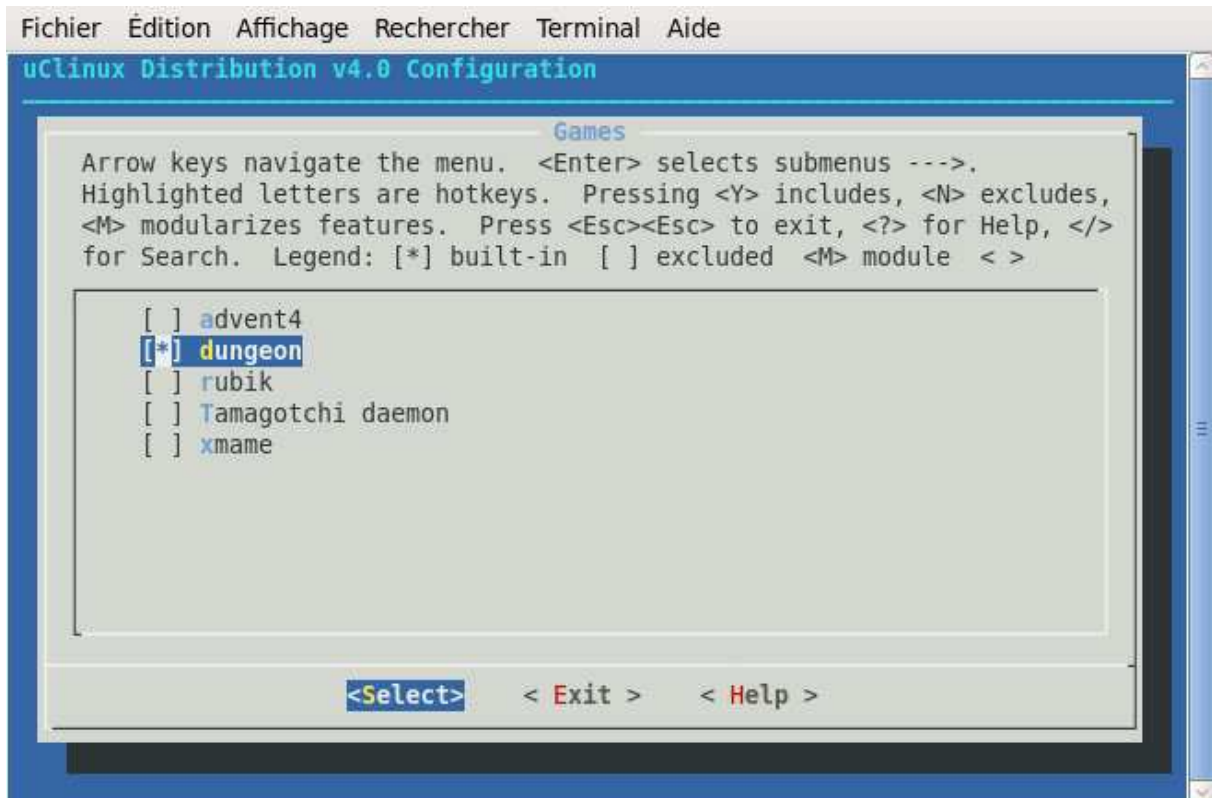 Fichier Édition Affichage Rechercher Terminal Aide
uClinux Distribution v4.0 Configuration
Games
Arrow keys navigate the menu. <Enter> selects submenus --->.
Highlighted letters are hotkeys. Pressing <Y> includes, <N> excludes,
<M> modularizes features. Press <Esc><Esc> to exit, <?> for Help, </>
for Search. Legend: [*] built-in [ ] excluded <M> module < >
[ ] advent4
[*] dungeon
[ ] rubik
[ ] Tamagotchi daemon
[ ] xmame
<Select> < Exit > < Help >